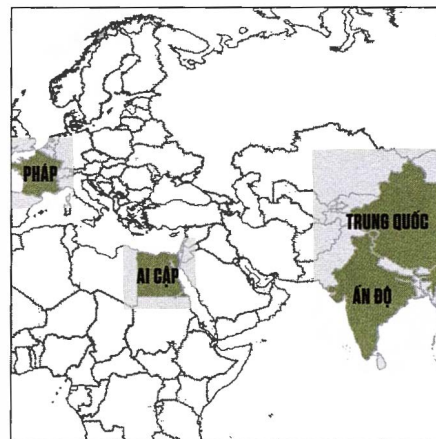 PHÁP
TRUNG QUỐC
AI CẬP
ẤN ĐỘ